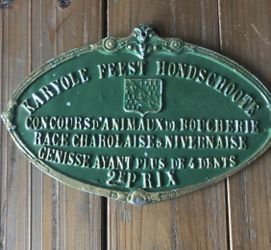 KARYOLE FEEST HONDSCHOOTE
CONCOURS D'ANIMAUX DE BOUCHERIE
RACE CHAROLAISE & NIVERNAISE
GENISSE AYANT PLUS DE 4 DENTS
2E PRIX